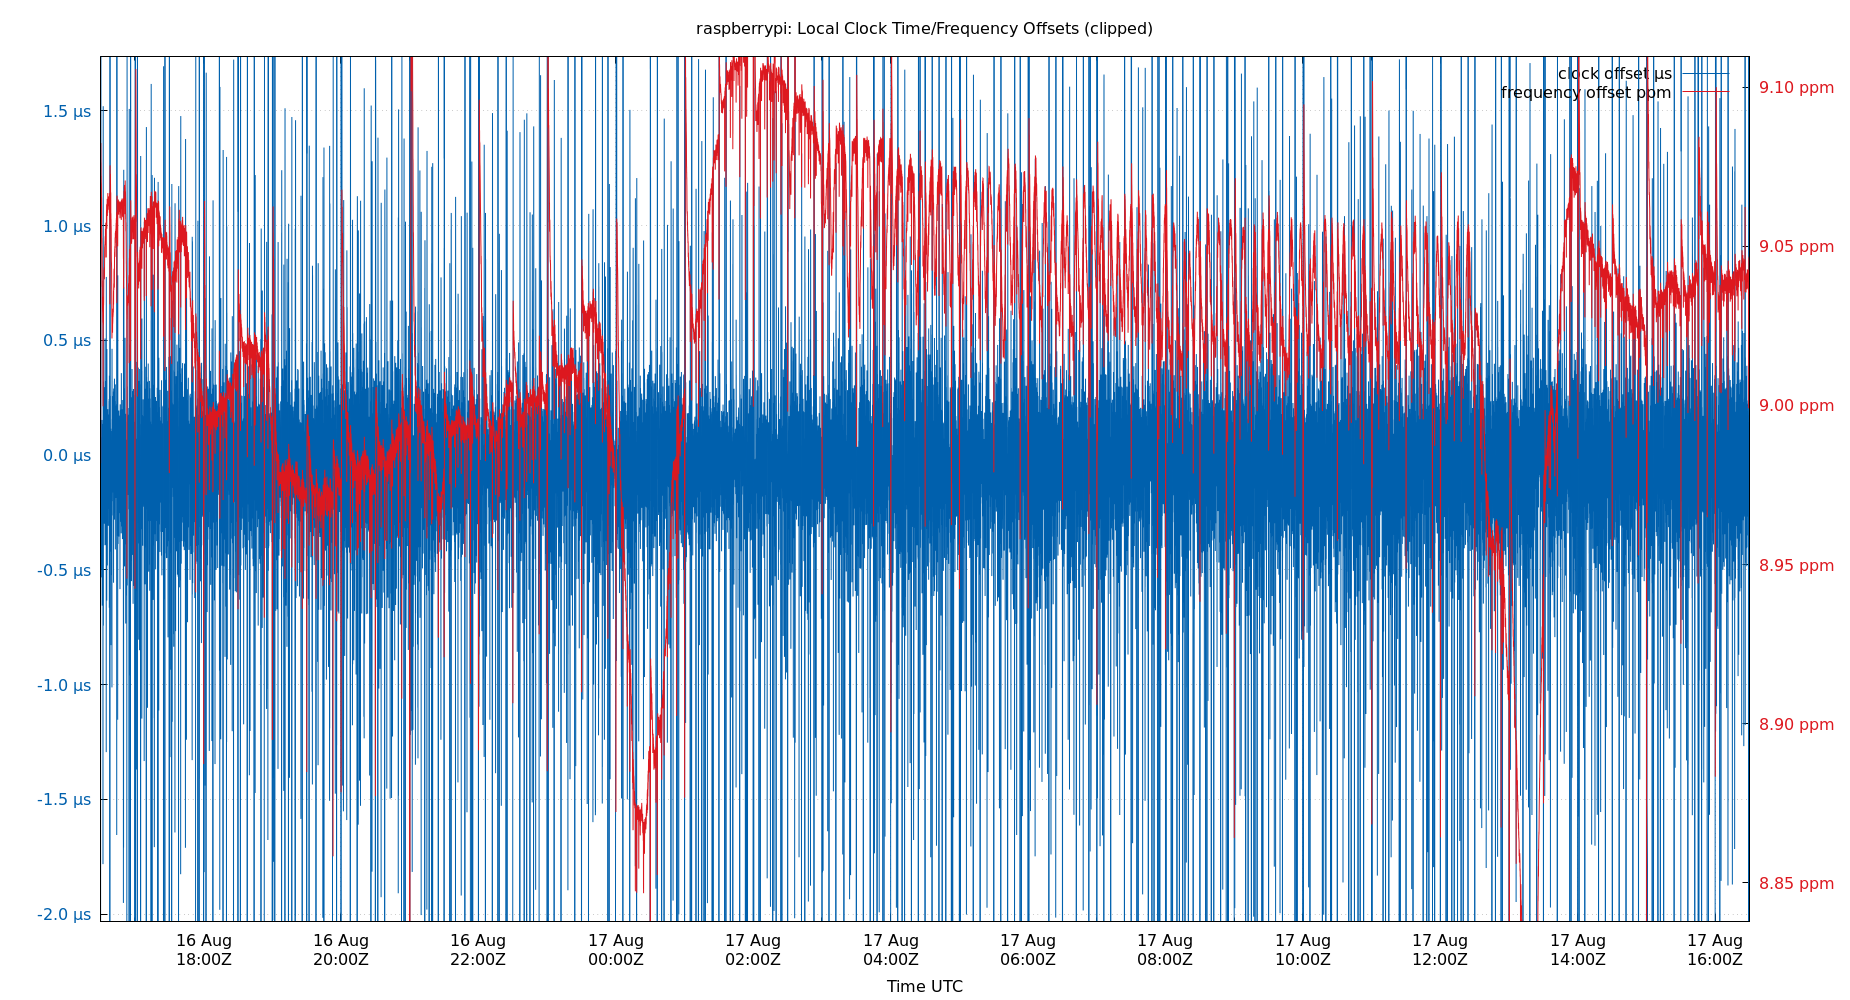 raspberrypi: Local Clock Time/Frequency Offsets (clipped)
clock offset µs
frequency offset ppm
1.5 µs
1.0 µs
0.5 µs
0.0 µs
-0.5 µs
-1.0 µs
-1.5 µs
-2.0 µs
9.10 ppm
9.05 ppm
9.00 ppm
8.95 ppm
8.90 ppm
8.85 ppm
16 Aug 16 Aug 16 Aug 17 Aug 17 Aug 17 Aug 17 Aug 17 Aug 17 Aug 17 Aug 17 Aug 17 Aug
18:00Z 20:00Z 22:00Z 00:00Z 02:00Z 04:00Z 06:00Z 08:00Z 10:00Z 12:00Z 14:00Z 16:00Z
Time UTC